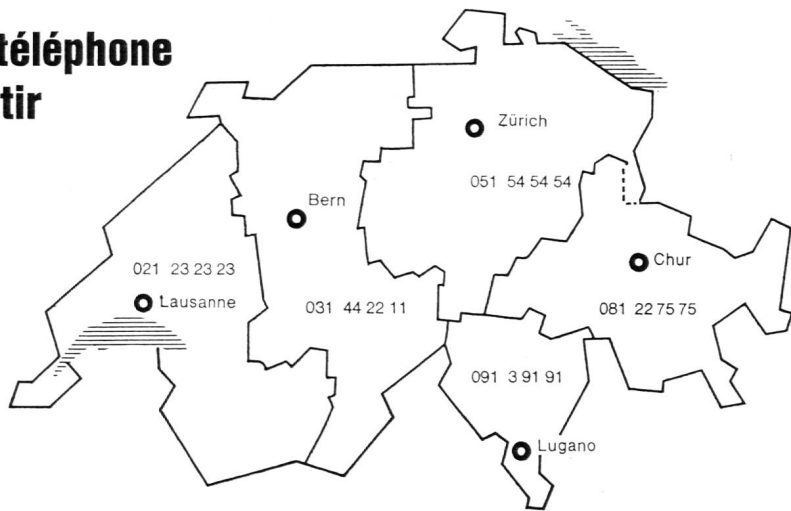 téléphone
tir
Zürich
051 54 54 54
Bern
Chur
021 23 23 23
Lausanne
031 44 22 11
081 22 75 75
091 3 91 91
Lugano